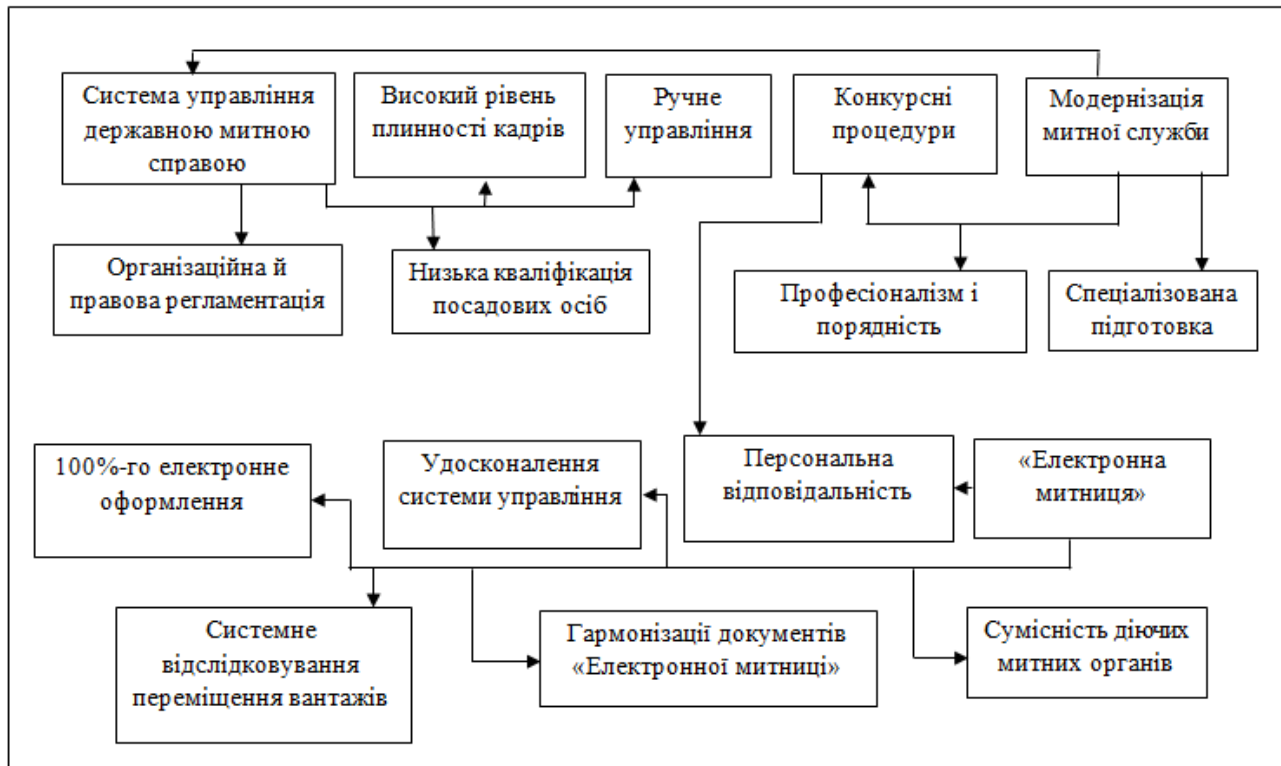 Система управління
державною митною
справою
Високий рівень
плинності кадрів
Ручне
управління
Конкурсні
процедури
Модернізація
митної служби
Організаційна й
правова регламентація
Низька кваліфікація
посадових осіб
Професіоналізм і
порядність
Спеціалізована
підготовка
100%-го електронне
оформлення
Удосконалення
системи управління
Персональна
відповідальність
«Електронна
митниця»
Системне
відслідковування
переміщення вантажів
Гармонізації документів
«Електронної митниці»
Сумісність діючих
митних органів